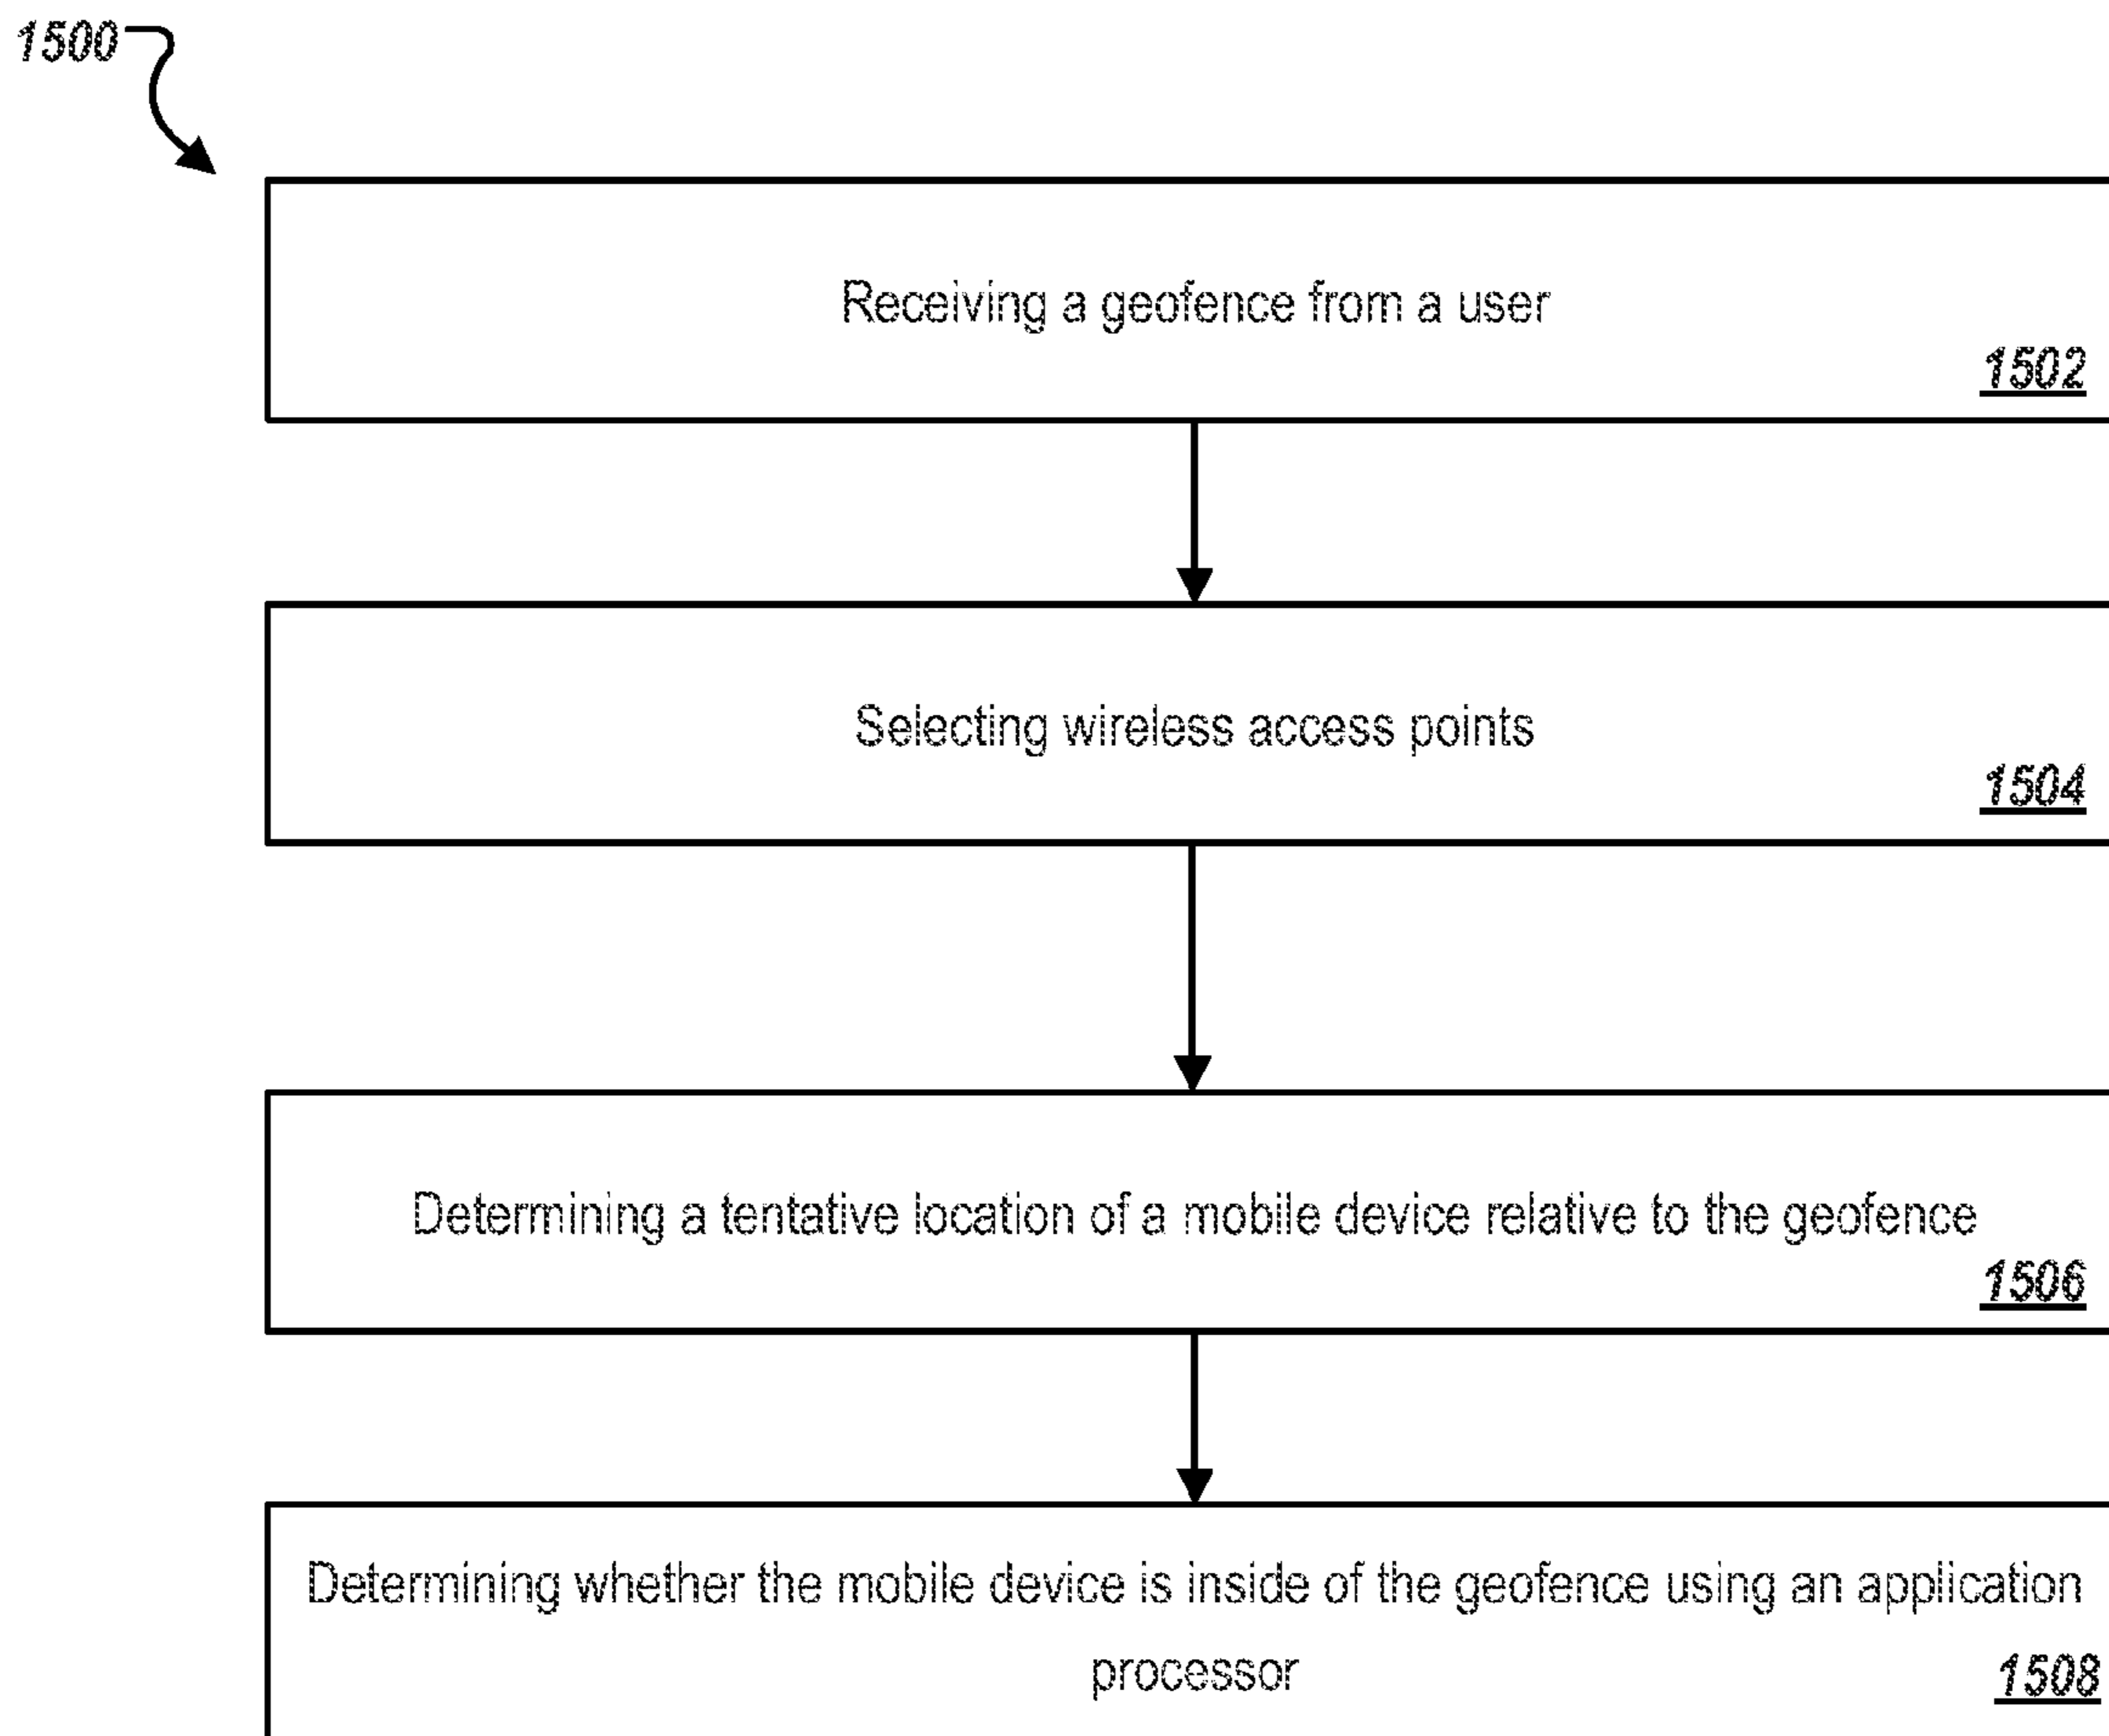 1500
Receiving a geofence from a user
1502
Selecting wireless access points
1504
Determining a tentative location of a mobile device relative to the geofence
1506
Determining whether the mobile device is inside of the geofence using an application
processor
1508